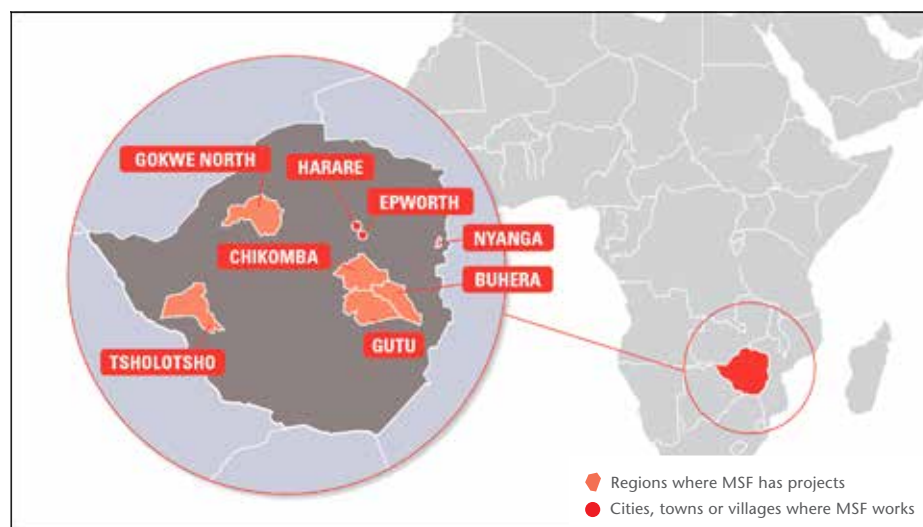 GOKWE NORTH
HARARE
EPWORTH
NYANGA
CHIKOMBA
BUHERA
GUTU
TSHOLOTSHO
Regions where MSF has projects
Cities, towns or villages where MSF works